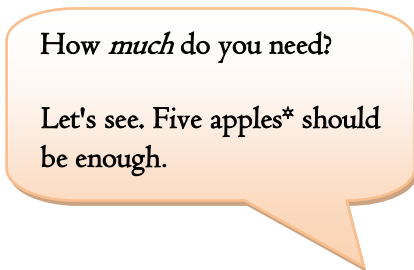 How much do you need?
Let's see. Five apples* should
be enough.